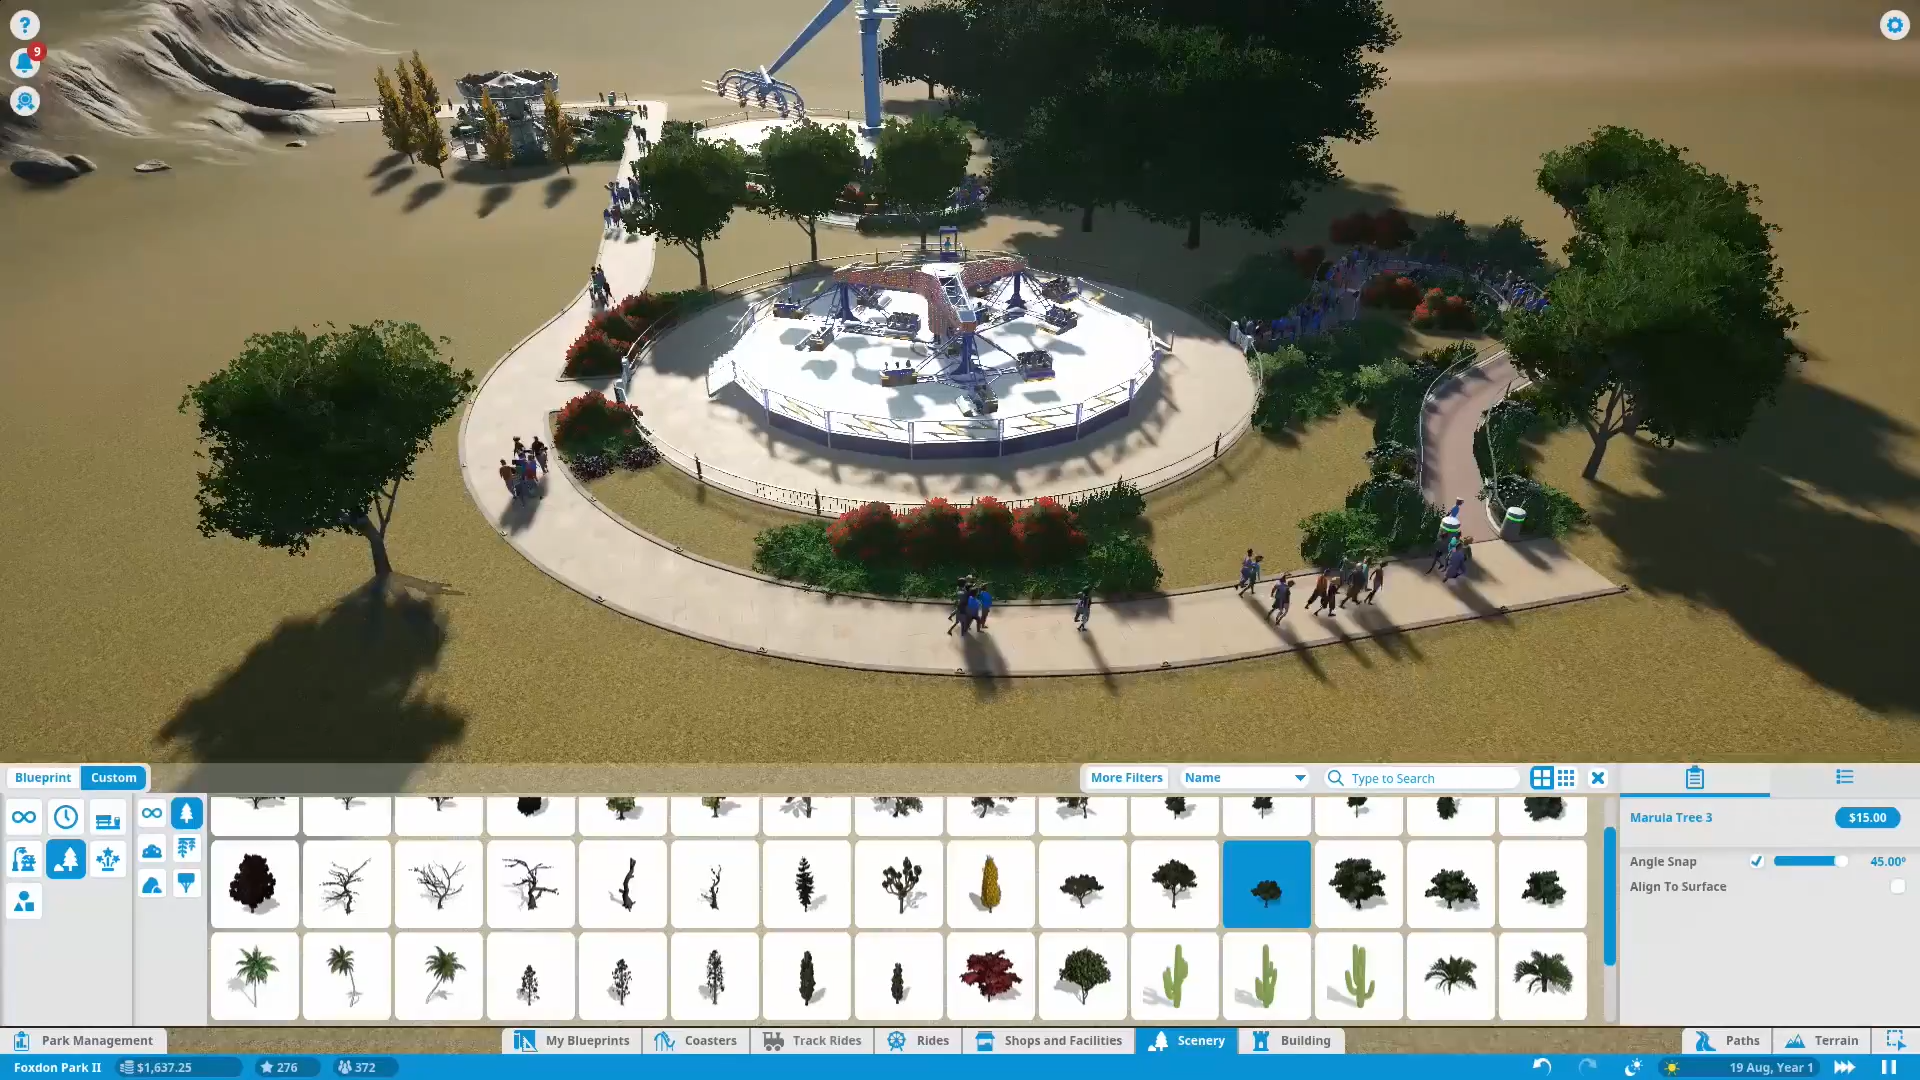 ?
9
Blueprint
Custom
More Filters
Name
Type to Search
Marula Tree 3
$15.00
Angle Snap
45.00°
Align To Surface
Park Management
My Blueprints
Coasters
Track Rides
Rides
Shops and Facilities
Scenery
Building
Paths
Terrain
Foxdon Park II
$1,637.25
276
372
19 Aug, Year 1